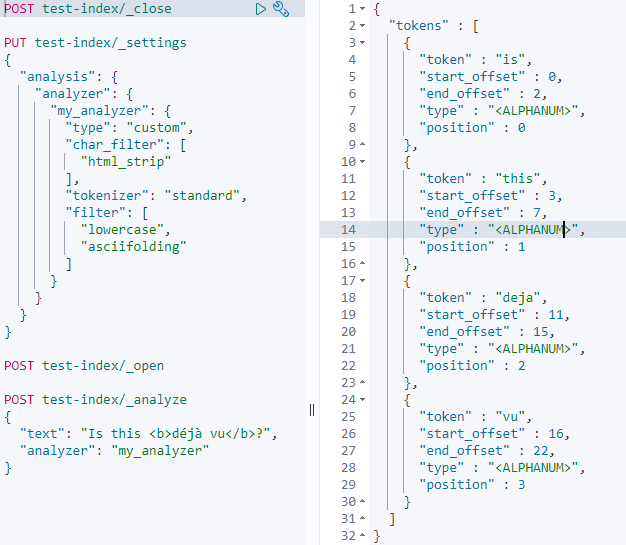 POST test-index/_close
PUT test-index/_settings
{
  "analysis": {
    "analyzer": {
      "my_analyzer": {
        "type": "custom",
        "char_filter": [
          "html_strip"
        ],
        "tokenizer": "standard",
        "filter": [
          "lowercase",
          "asciifolding"
        ]
      }
    }
  }
}
POST test-index/_open
POST test-index/_analyze
{
  "text": "Is this <b>déjà vu</b>?",
  "analyzer": "my_analyzer"
}
1 {
2   "tokens" : [
3     {
4       "token" : "is",
5       "start_offset" : 0,
6       "end_offset" : 2,
7       "type" : "<ALPHANUM>",
8       "position" : 0
9     },
10     {
11       "token" : "this",
12       "start_offset" : 3,
13       "end_offset" : 7,
14       "type" : "<ALPHANUM>",
15       "position" : 1
16     },
17     {
18       "token" : "deja",
19       "start_offset" : 11,
20       "end_offset" : 15,
21       "type" : "<ALPHANUM>",
22       "position" : 2
23     },
24     {
25       "token" : "vu",
26       "start_offset" : 16,
27       "end_offset" : 22,
28       "type" : "<ALPHANUM>",
29       "position" : 3
30     }
31   ]
32 }